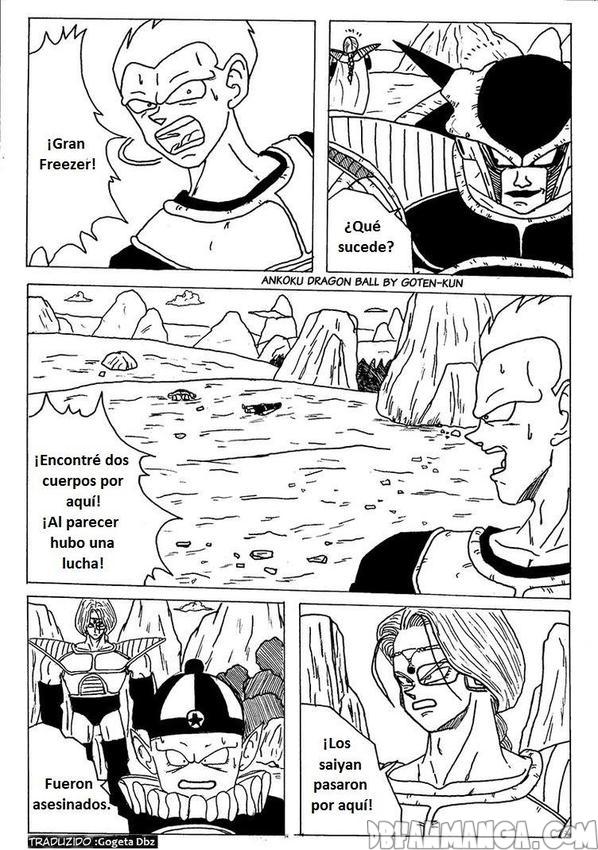 ¡Gran
Freezer!
¿Qué
sucede?
ANKOKU DRAGON BALL BY GOTEN-KUN
¡Encontré dos
cuerpos por
aquí!
¡Al parecer
hubo una
lucha!
Fueron
asesinados.
¡Los
saiyan
pasaron
por aquí!
TRADUZIDO :Gogeta Dbz
DBFANMANGA.COM